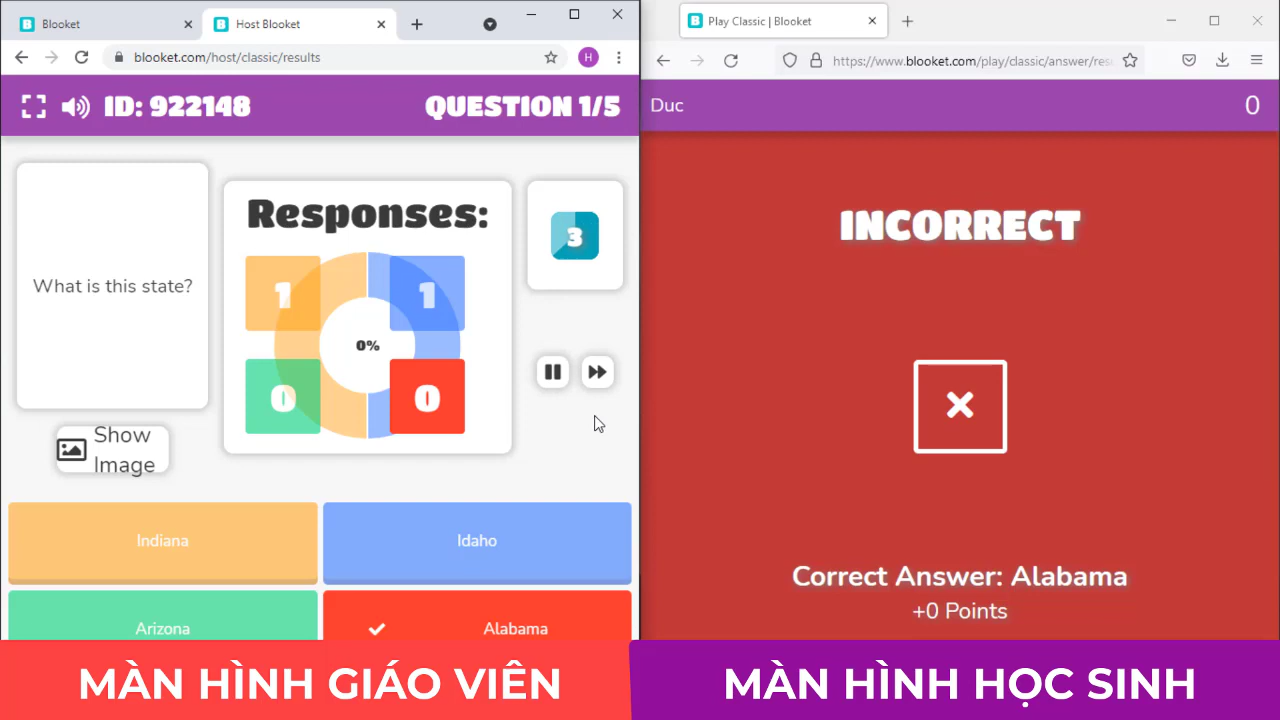 Blooket
Host Blooket
blooket.com/host/classic/results
H
ID: 922148
QUESTION 1/5
What is this state?
Show
Image
Responses:
1
1
0%
0
0
3
Indiana
Idaho
Arizona
Alabama
MÀN HÌNH GIÁO VIÊN
Play Classic | Blooket
https://www.blooket.com/play/classic/answer/res
Duc
0
INCORRECT
Correct Answer: Alabama
+0 Points
MÀN HÌNH HỌC SINH